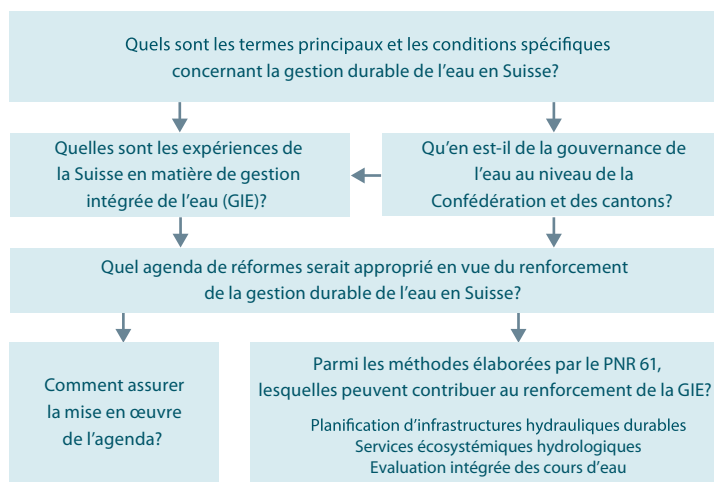 Quels sont les termes principaux et les conditions spécifiques
concernant la gestion durable de l’eau en Suisse?
Quelles sont les expériences de
la Suisse en matière de gestion
intégrée de l’eau (GIE)?
Qu’en est-il de la gouvernance de
l’eau au niveau de la
Confédération et des cantons?
Quel agenda de réformes serait approprié en vue du renforcement
de la gestion durable de l’eau en Suisse?
Comment assurer
la mise en œuvre
de l’agenda?
Parmi les méthodes élaborées par le PNR 61,
lesquelles peuvent contribuer au renforcement de la GIE?
Planification d’infrastructures hydrauliques durables
Services écosystémiques hydrologiques
Evaluation intégrée des cours d’eau